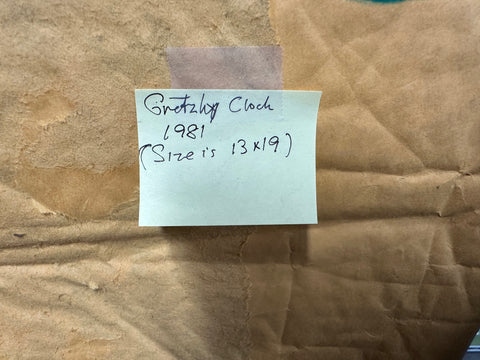 Gretzky Clock
1981
(Size is 13x19)